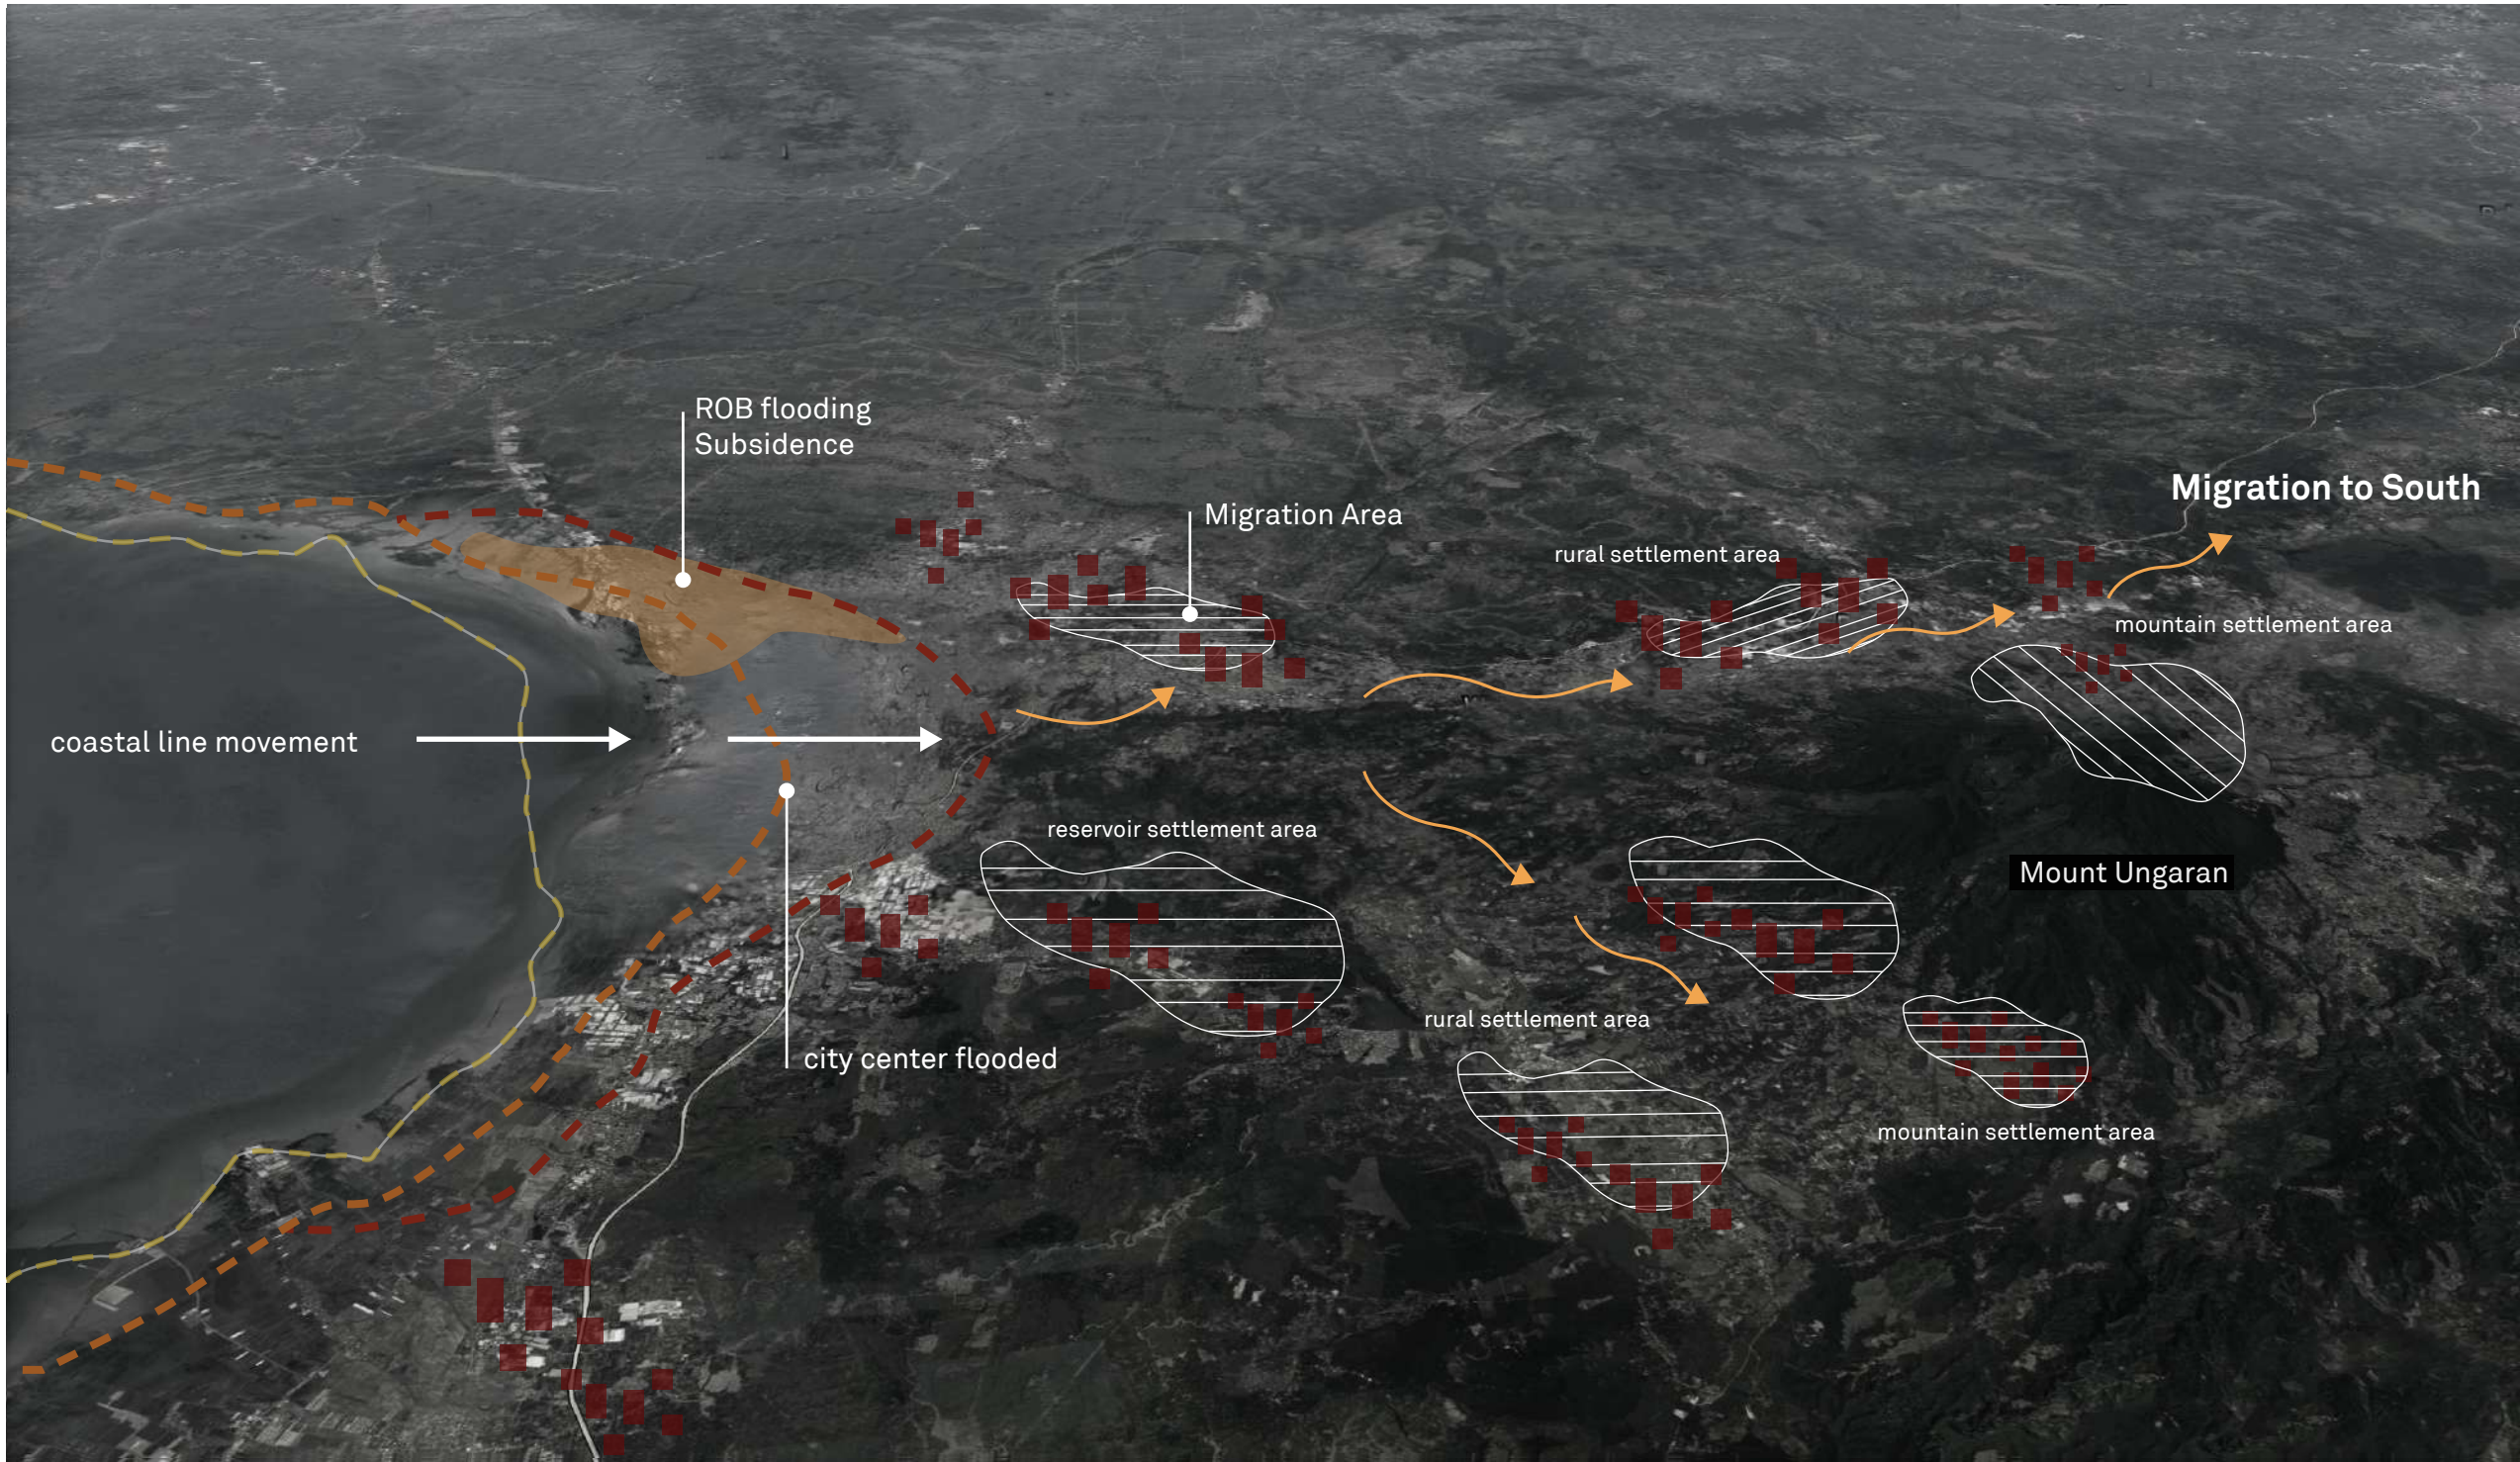 ROB flooding
Subsidence
Migration to South
Migration Area
rural settlement area
mountain settlement area
coastal line movement
reservoir settlement area
Mount Ungaran
rural settlement area
city center flooded
mountain settlement area